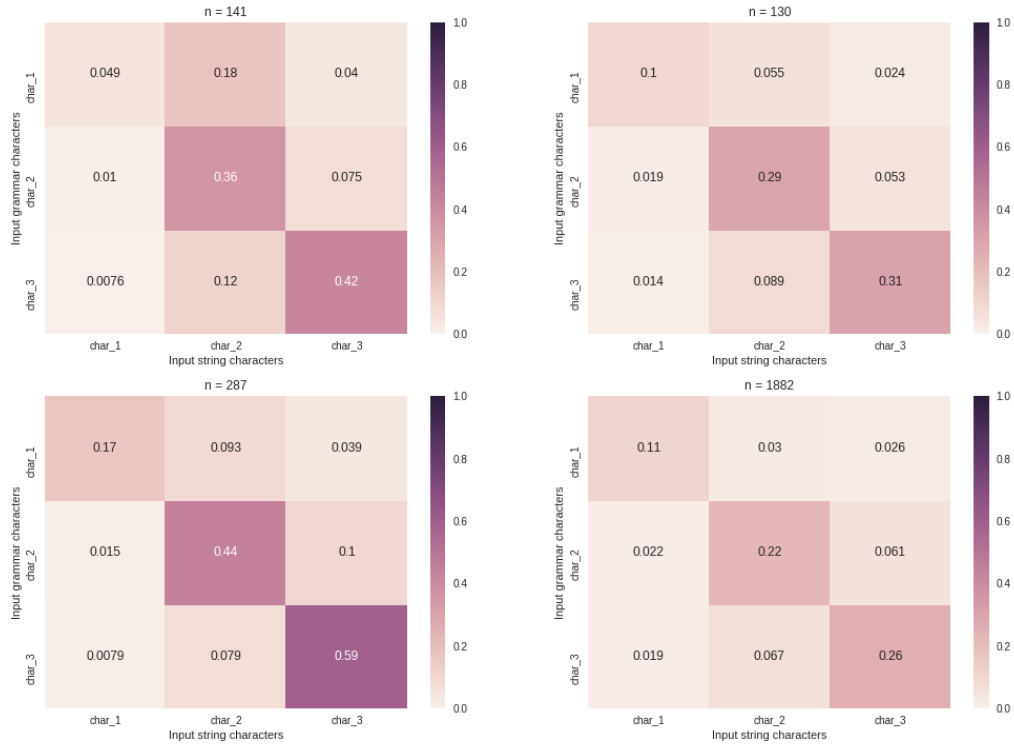 n = 141
1.0
char_1
0.049
0.18
0.04
0.8
0.6
Input grammar characters
char_2
0.01
0.36
0.075
0.4
char_3
0.0076
0.12
0.42
0.2
0.0
char_1
char_2
char_3
Input string characters
n = 130
1.0
char_1
0.1
0.055
0.024
0.8
0.6
Input grammar characters
char_2
0.019
0.29
0.053
0.4
char_3
0.014
0.089
0.31
0.2
0.0
char_1
char_2
char_3
Input string characters
n = 287
1.0
char_1
0.17
0.093
0.039
0.8
0.6
Input grammar characters
char_2
0.015
0.44
0.1
0.4
char_3
0.0079
0.079
0.59
0.2
0.0
char_1
char_2
char_3
Input string characters
n = 1882
1.0
char_1
0.11
0.03
0.026
0.8
0.6
Input grammar characters
char_2
0.022
0.22
0.061
0.4
char_3
0.019
0.067
0.26
0.2
0.0
char_1
char_2
char_3
Input string characters